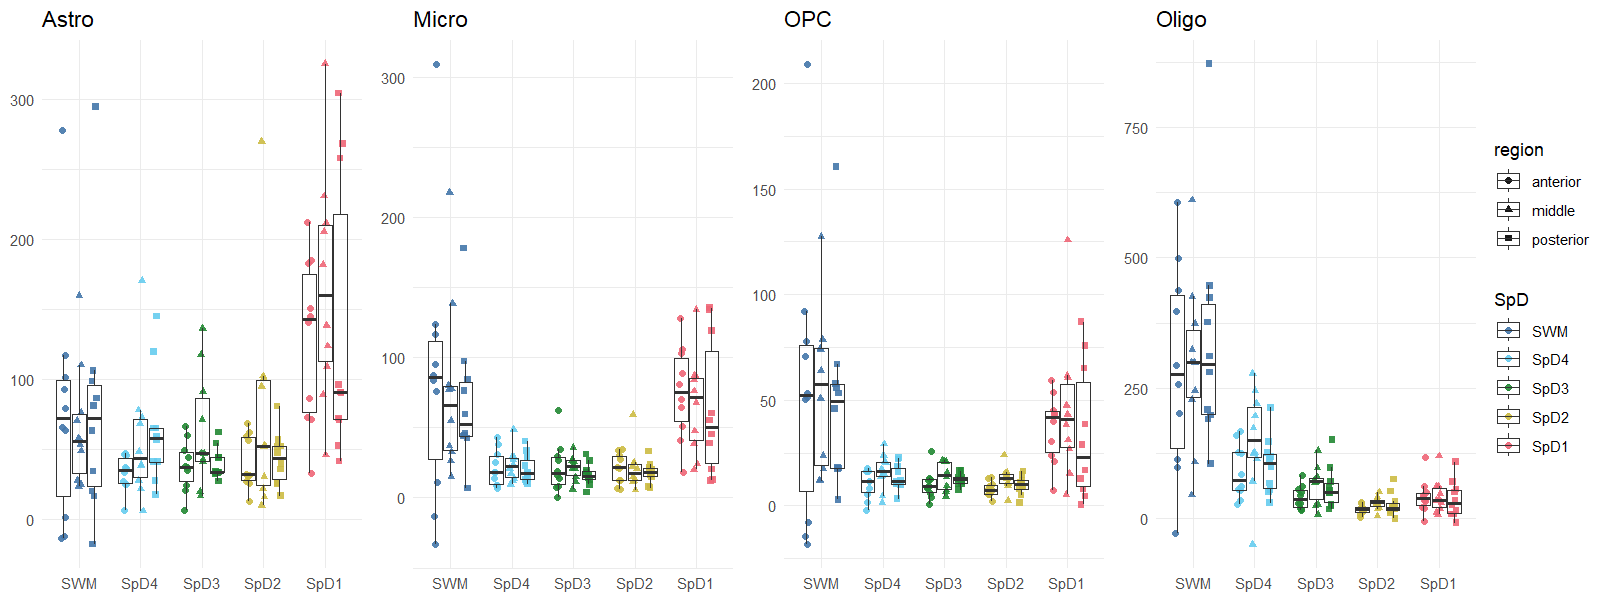 Astro
Micro
OPC
Oligo
300
200
100
0
SWM SpD4 SpD3 SpD2 SpD1
300
200
100
0
SWM SpD4 SpD3 SpD2 SpD1
200
150
100
50
0
SWM SpD4 SpD3 SpD2 SpD1
750
500
250
0
SWM SpD4 SpD3 SpD2 SpD1
region
anterior
middle
posterior
SpD
SWM
SpD4
SpD3
SpD2
SpD1